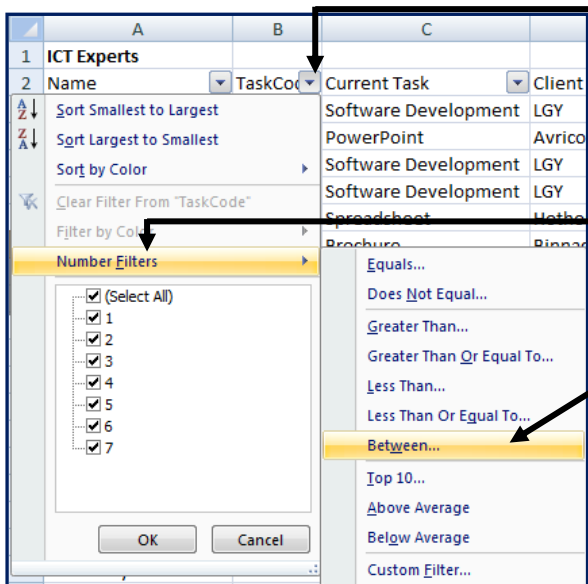 A B C
1 ICT Experts
2 Name TaskCod Current Task Client
Sort Smallest to Largest
Sort Largest to Smallest
Sort by Color
Clear Filter From "TaskCode"
Filter by Color
Number Filters
(Select All)
1
2
3
4
5
6
7
OK Cancel
Software Development LGY
PowerPoint Avrico
Software Development LGY
Software Development LGY
Spreadsheet Hotho
Brochure
Equals...
Does Not Equal...
Greater Than...
Greater Than Or Equal To...
Less Than...
Less Than Or Equal To...
Between...
Top 10...
Above Average
Below Average
Custom Filter...